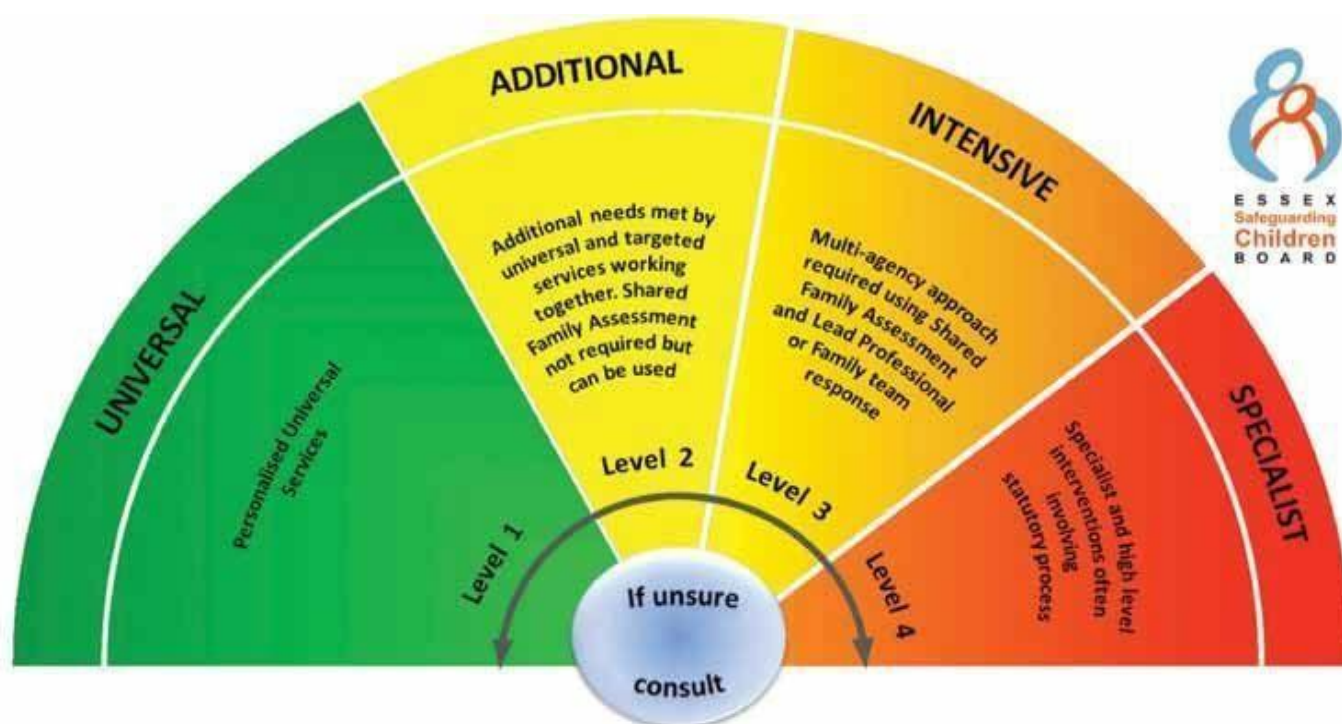 UNIVERSAL
Personalised Universal
Services
Level 1
ADDITIONAL
Additional needs met by
universal and targeted
services working
together. Shared
Family Assessment
not required but
can be used
Level 2
INTENSIVE
Multi-agency approach
required using Shared
Family Assessment
and Lead Professional
or Family team
response
Level 3
SPECIALIST
Specialist and high level
interventions often
involving
statutory process
Level 4
If unsure
consult
ESSEX
Safeguarding
Children
BOARD